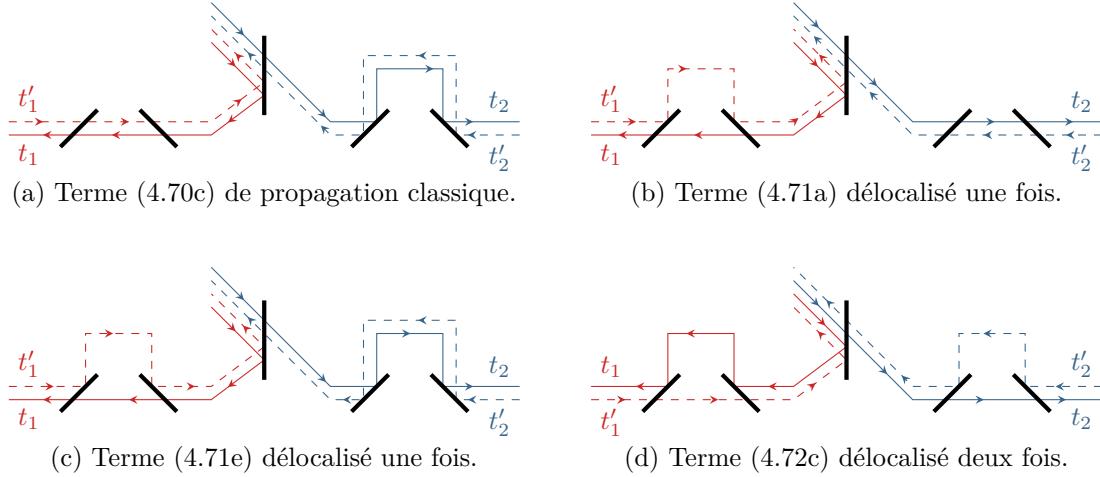 t′₁ t₂
t₁ t′₂
(a) Terme (4.70c) de propagation classique.
t′₁ t₂
t₁ t′₂
(b) Terme (4.71a) délocalisé une fois.
t′₁ t₂
t₁ t′₂
(c) Terme (4.71e) délocalisé une fois.
t₁ t′₂
t′₁ t₂
(d) Terme (4.72c) délocalisé deux fois.